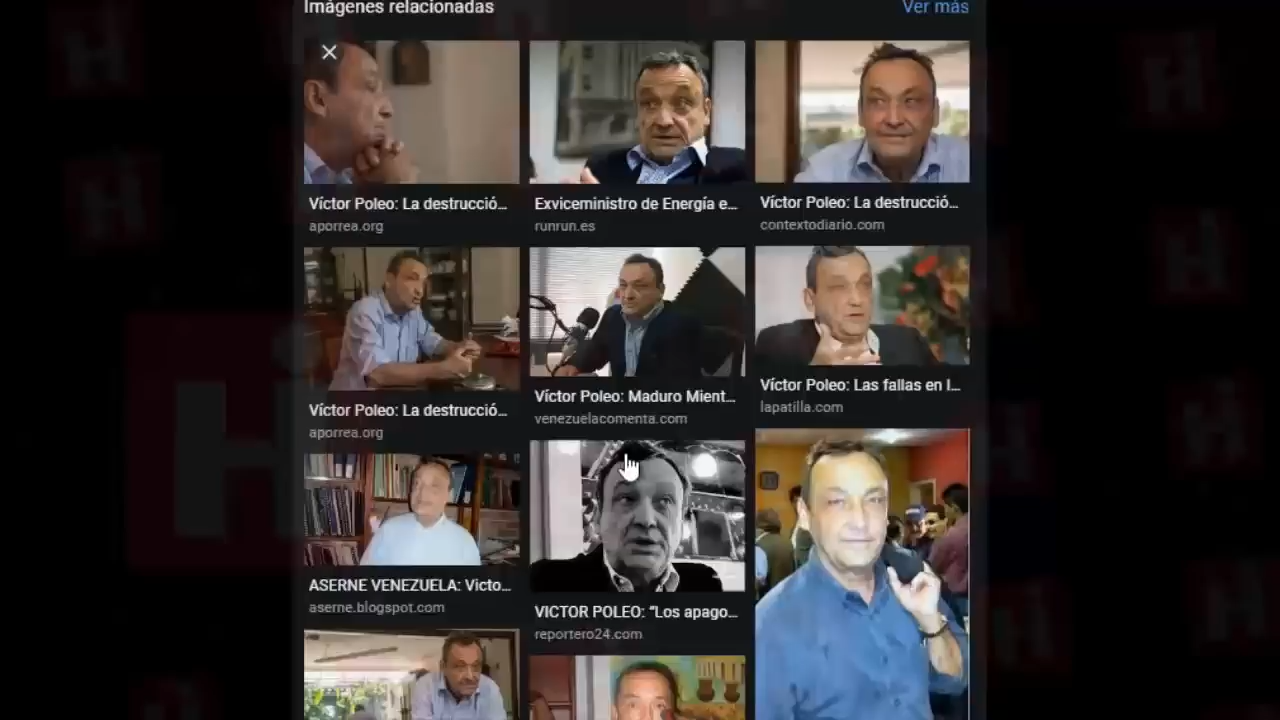 Imágenes relacionadas
Ver más
Víctor Poleo: La destrucció...
aporrea.org
Exviceministro de Energía e...
runrun.es
Víctor Poleo: La destrucció...
contextodiario.com
Víctor Poleo: La destrucció...
aporrea.org
Víctor Poleo: Maduro Mient...
venezuelacomenta.com
Víctor Poleo: Las fallas en l...
lapatilla.com
ASERNE VENEZUELA: Victo...
aserne.blogspot.com
VICTOR POLEO: “Los apago...
reportero24.com